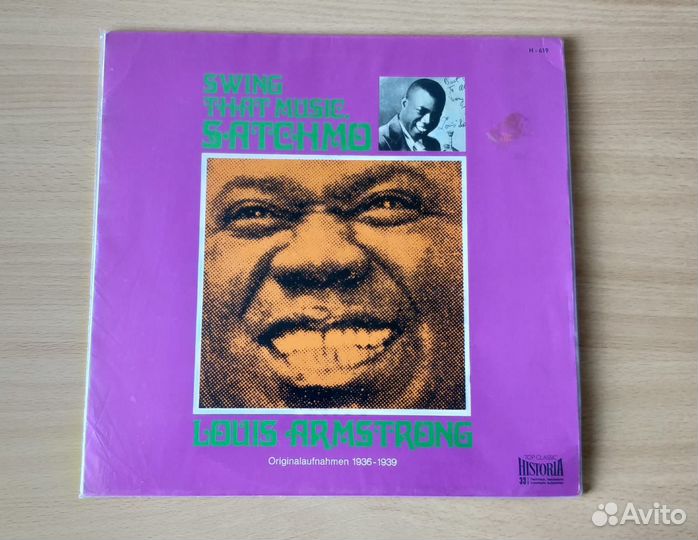 H - 619
SWING
THAT MUSIC,
SATCHMO
LOUIS ARMSTRONG
Originalaufnahmen 1936-1939
TOP CLASSIC
HISTORIA
33
Avito